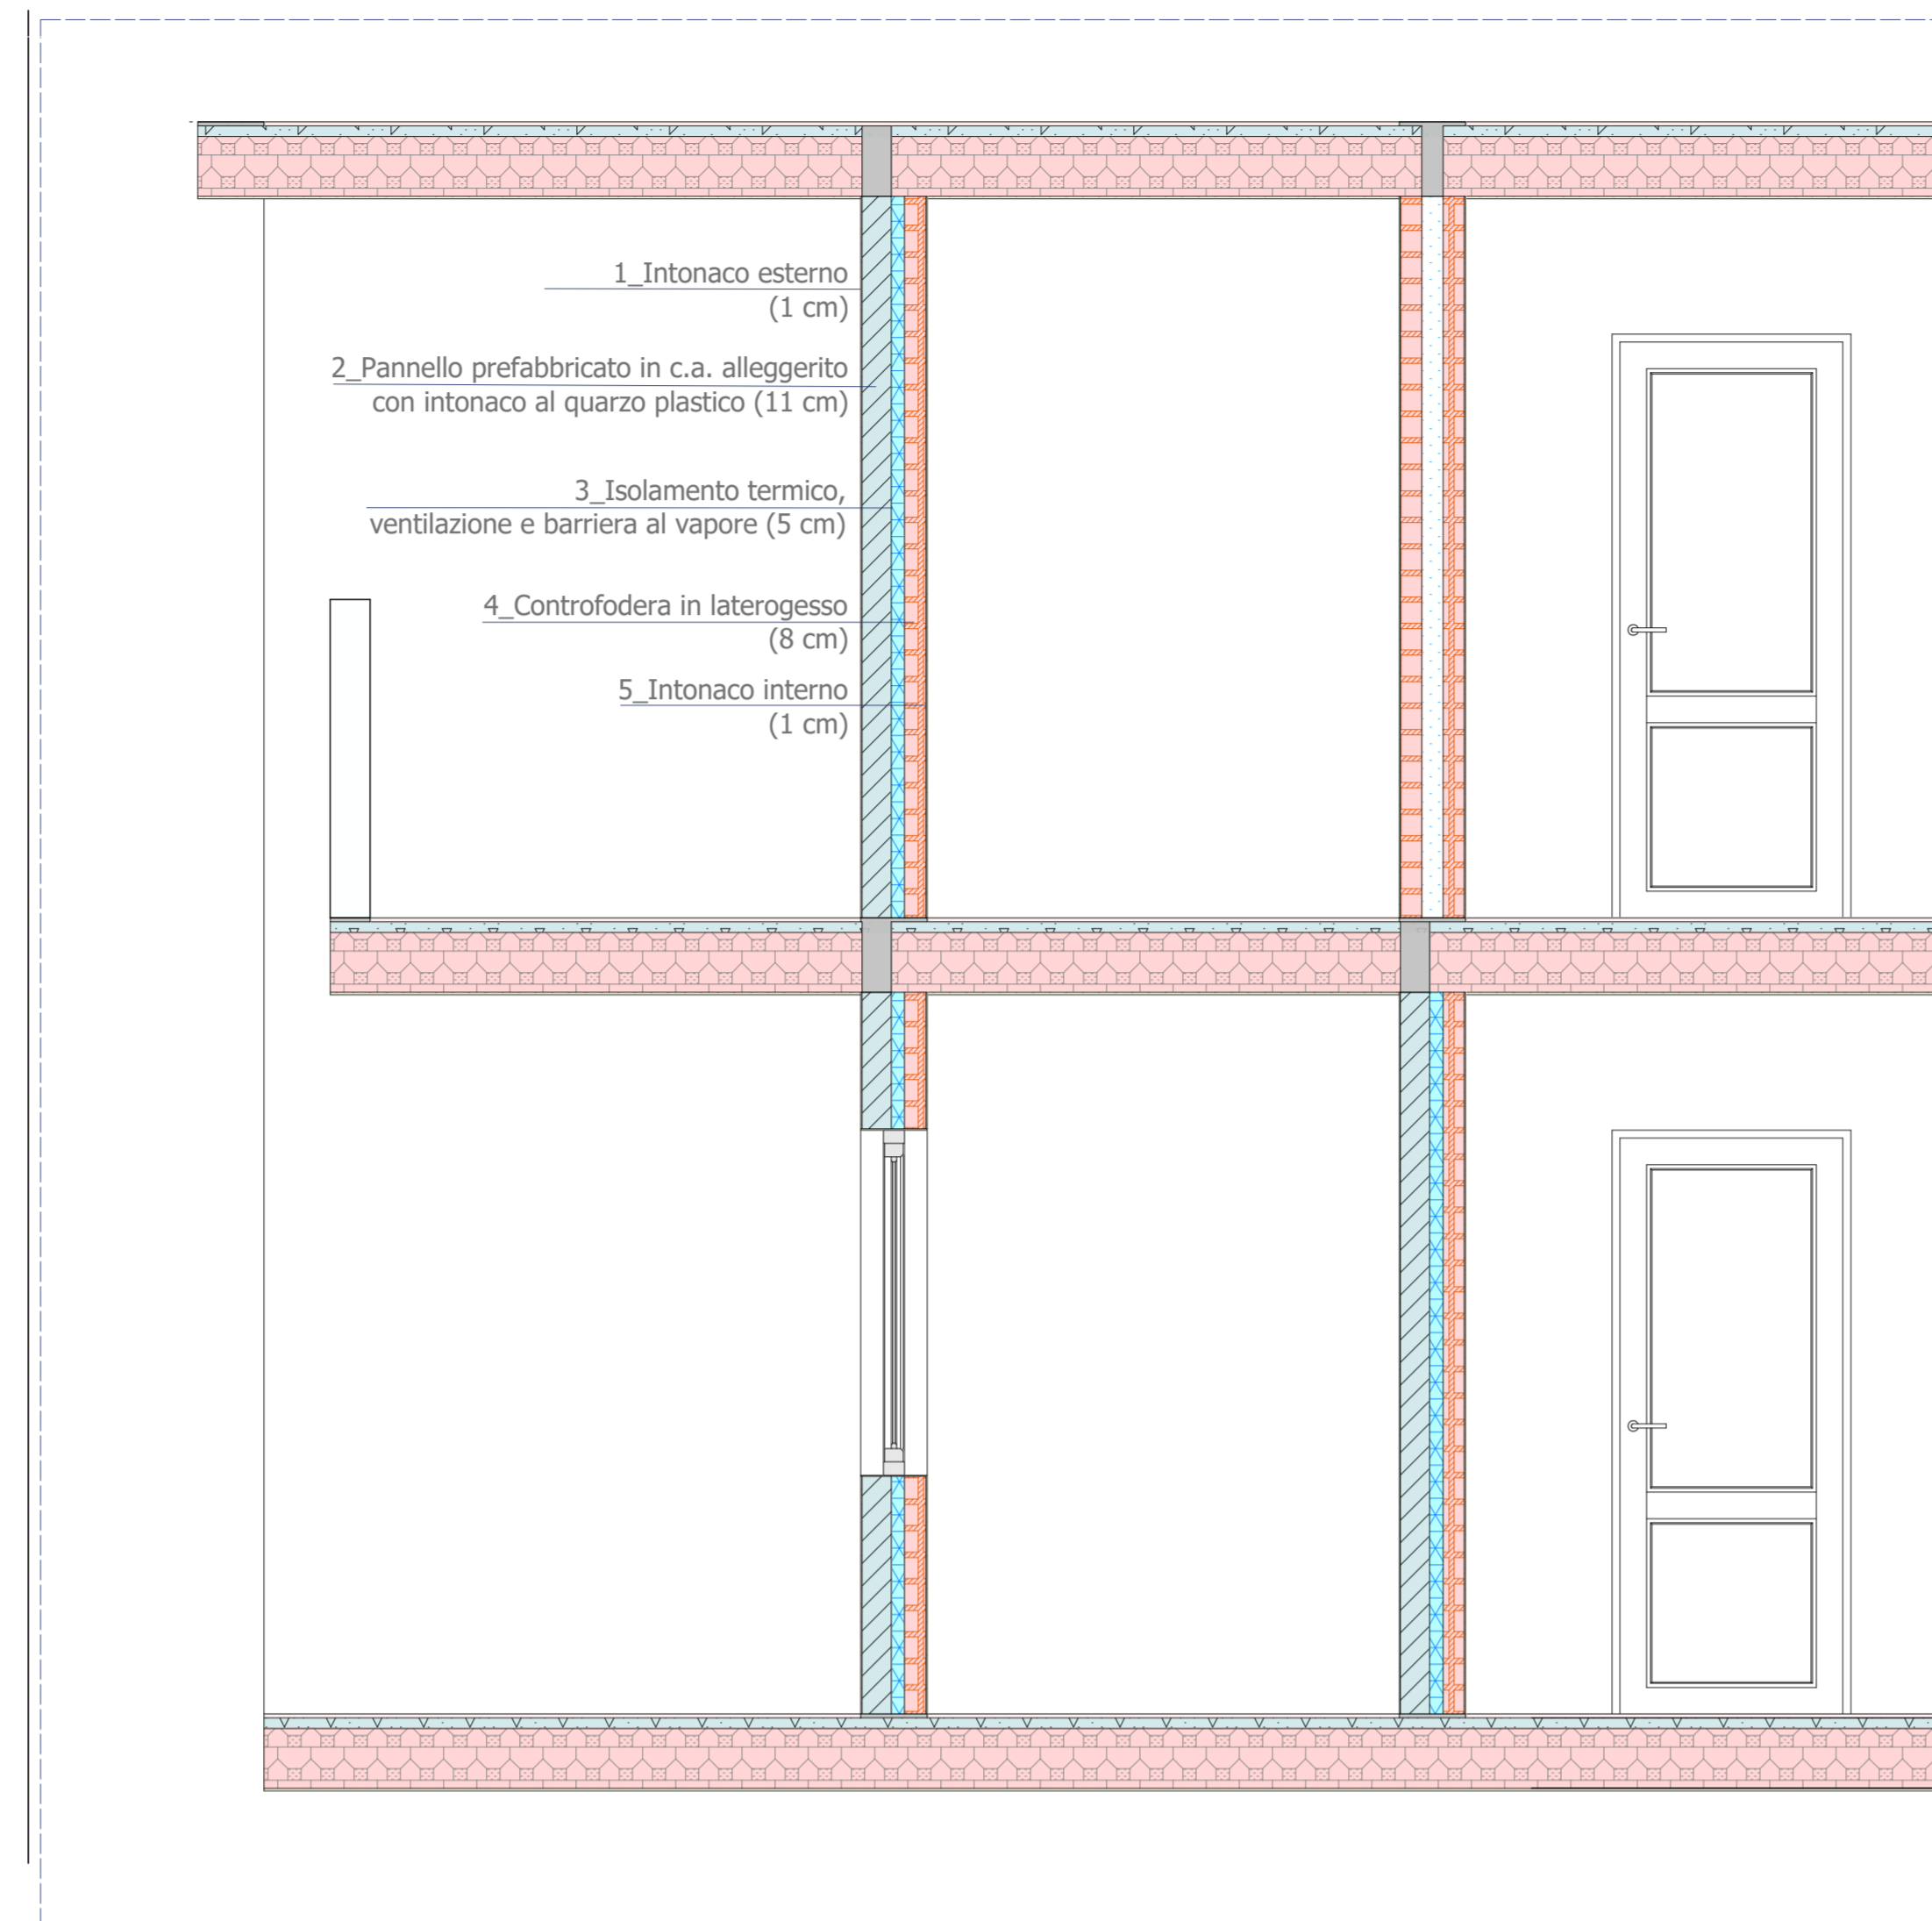 1_Intonaco esterno
(1 cm)
2_Pannello prefabbricato in c.a. alleggerito
con intonaco al quarzo plastico (11 cm)
3_Isolamento termico,
ventilazione e barriera al vapore (5 cm)
4_Controfodera in laterogesso
(8 cm)
5_Intonaco interno
(1 cm)